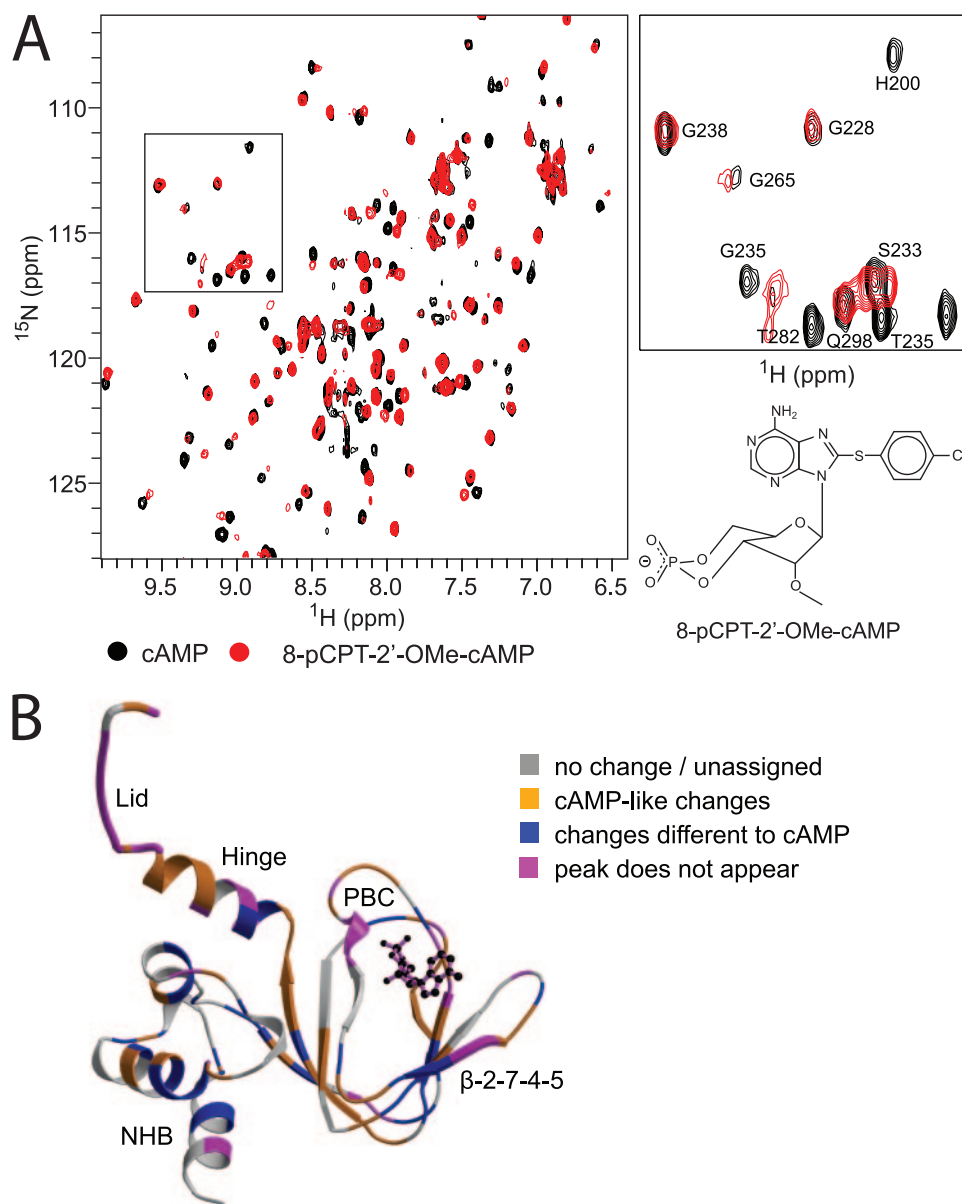 A
110
115
120
125
15N (ppm)
9.5 9.0 8.5 8.0 7.5 7.0 6.5
1H (ppm)
cAMP 8-pCPT-2'-OMe-cAMP
H200
G238 G228
G265
G235 S233
T282 Q298 T235
1H (ppm)
NH2
N N
N N
S Cl
O
O P O
⊖ O O O
8-pCPT-2'-OMe-cAMP
B
Lid
Hinge
PBC
NHB
β-2-7-4-5
no change / unassigned
cAMP-like changes
changes different to cAMP
peak does not appear